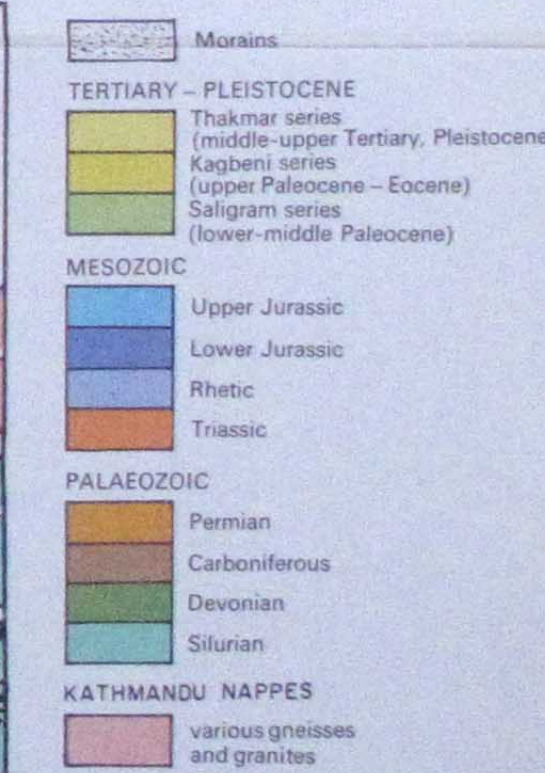 Morains
TERTIARY – PLEISTOCENE
Thakmar series
(middle-upper Tertiary, Pleistocene
Kagbeni series
(upper Paleocene – Eocene)
Saligram series
(lower-middle Paleocene)
MESOZOIC
Upper Jurassic
Lower Jurassic
Rhetic
Triassic
PALAEOZOIC
Permian
Carboniferous
Devonian
Silurian
KATHMANDU NAPPES
various gneisses
and granites